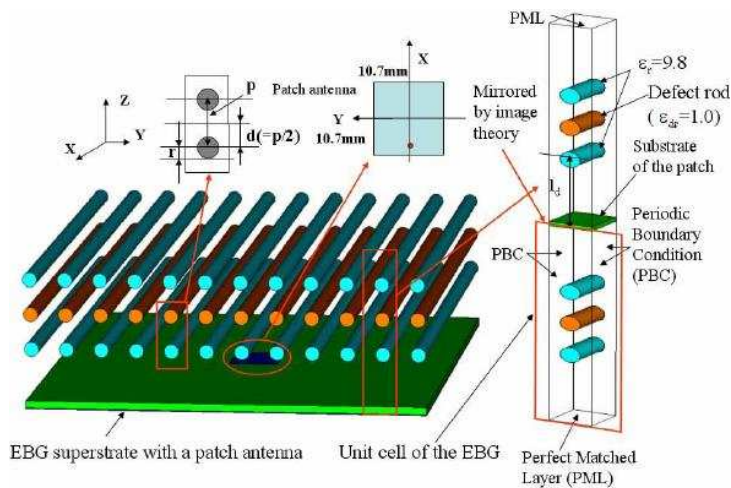 PML
X
10.7mm
Y
10.7mm
Patch antenna
p
d(=p/2)
r
Z
Y
X
Mirrored
by image
theory
εr=9.8
Defect rod
( εdr=1.0)
Substrate
of the patch
ld
PBC
Periodic
Boundary
Condition
(PBC)
EBG superstrate with a patch antenna
Unit cell of the EBG
Perfect Matched
Layer (PML)